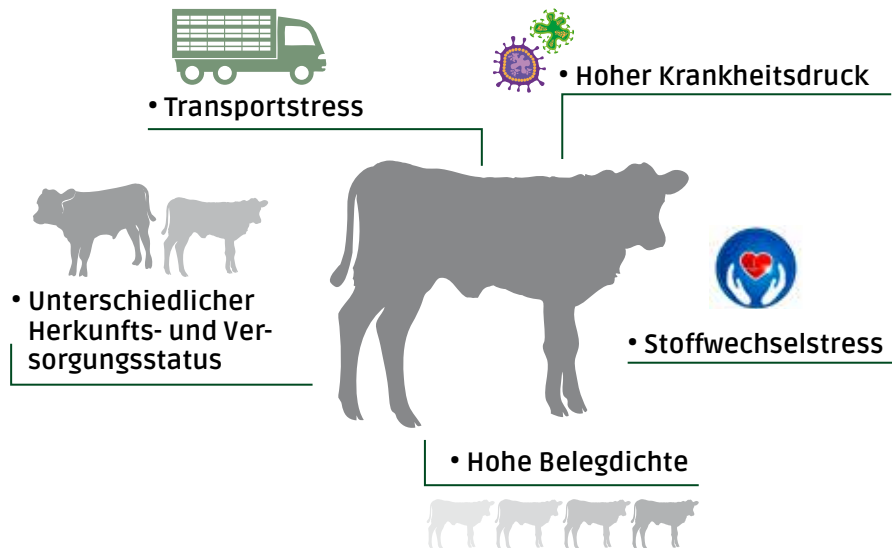 • Transportstress
• Hoher Krankheitsdruck
• Unterschiedlicher
Herkunfts- und Ver-
sorgungsstatus
• Stoffwechselstress
• Hohe Belegdichte